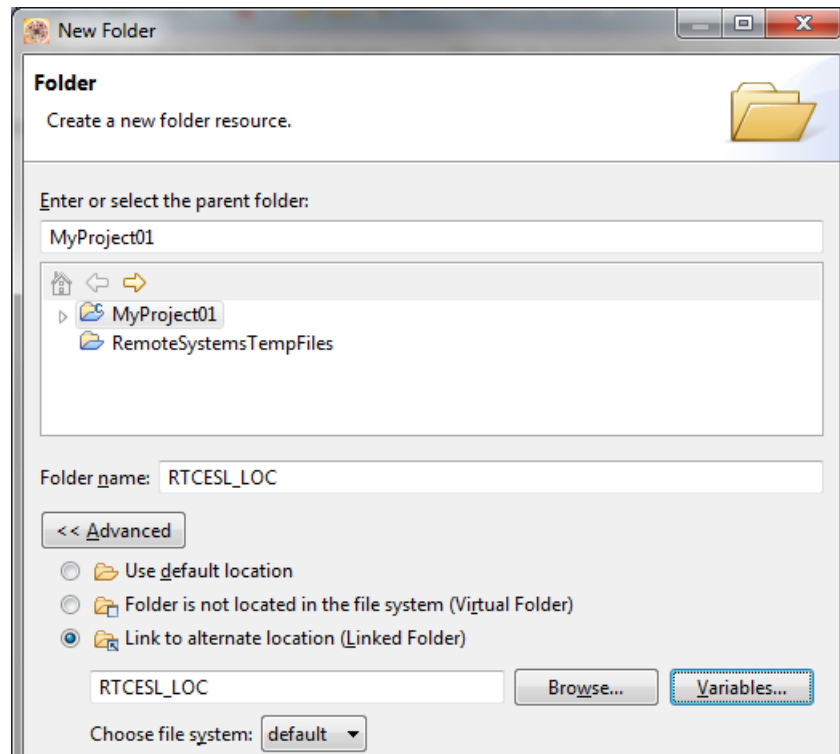 New Folder
Folder
Create a new folder resource.
Enter or select the parent folder:
MyProject01
MyProject01
RemoteSystemsTempFiles
Folder name: RTCESL_LOC
<< Advanced
Use default location
Folder is not located in the file system (Virtual Folder)
Link to alternate location (Linked Folder)
RTCESL_LOC Browse... Variables...
Choose file system: default